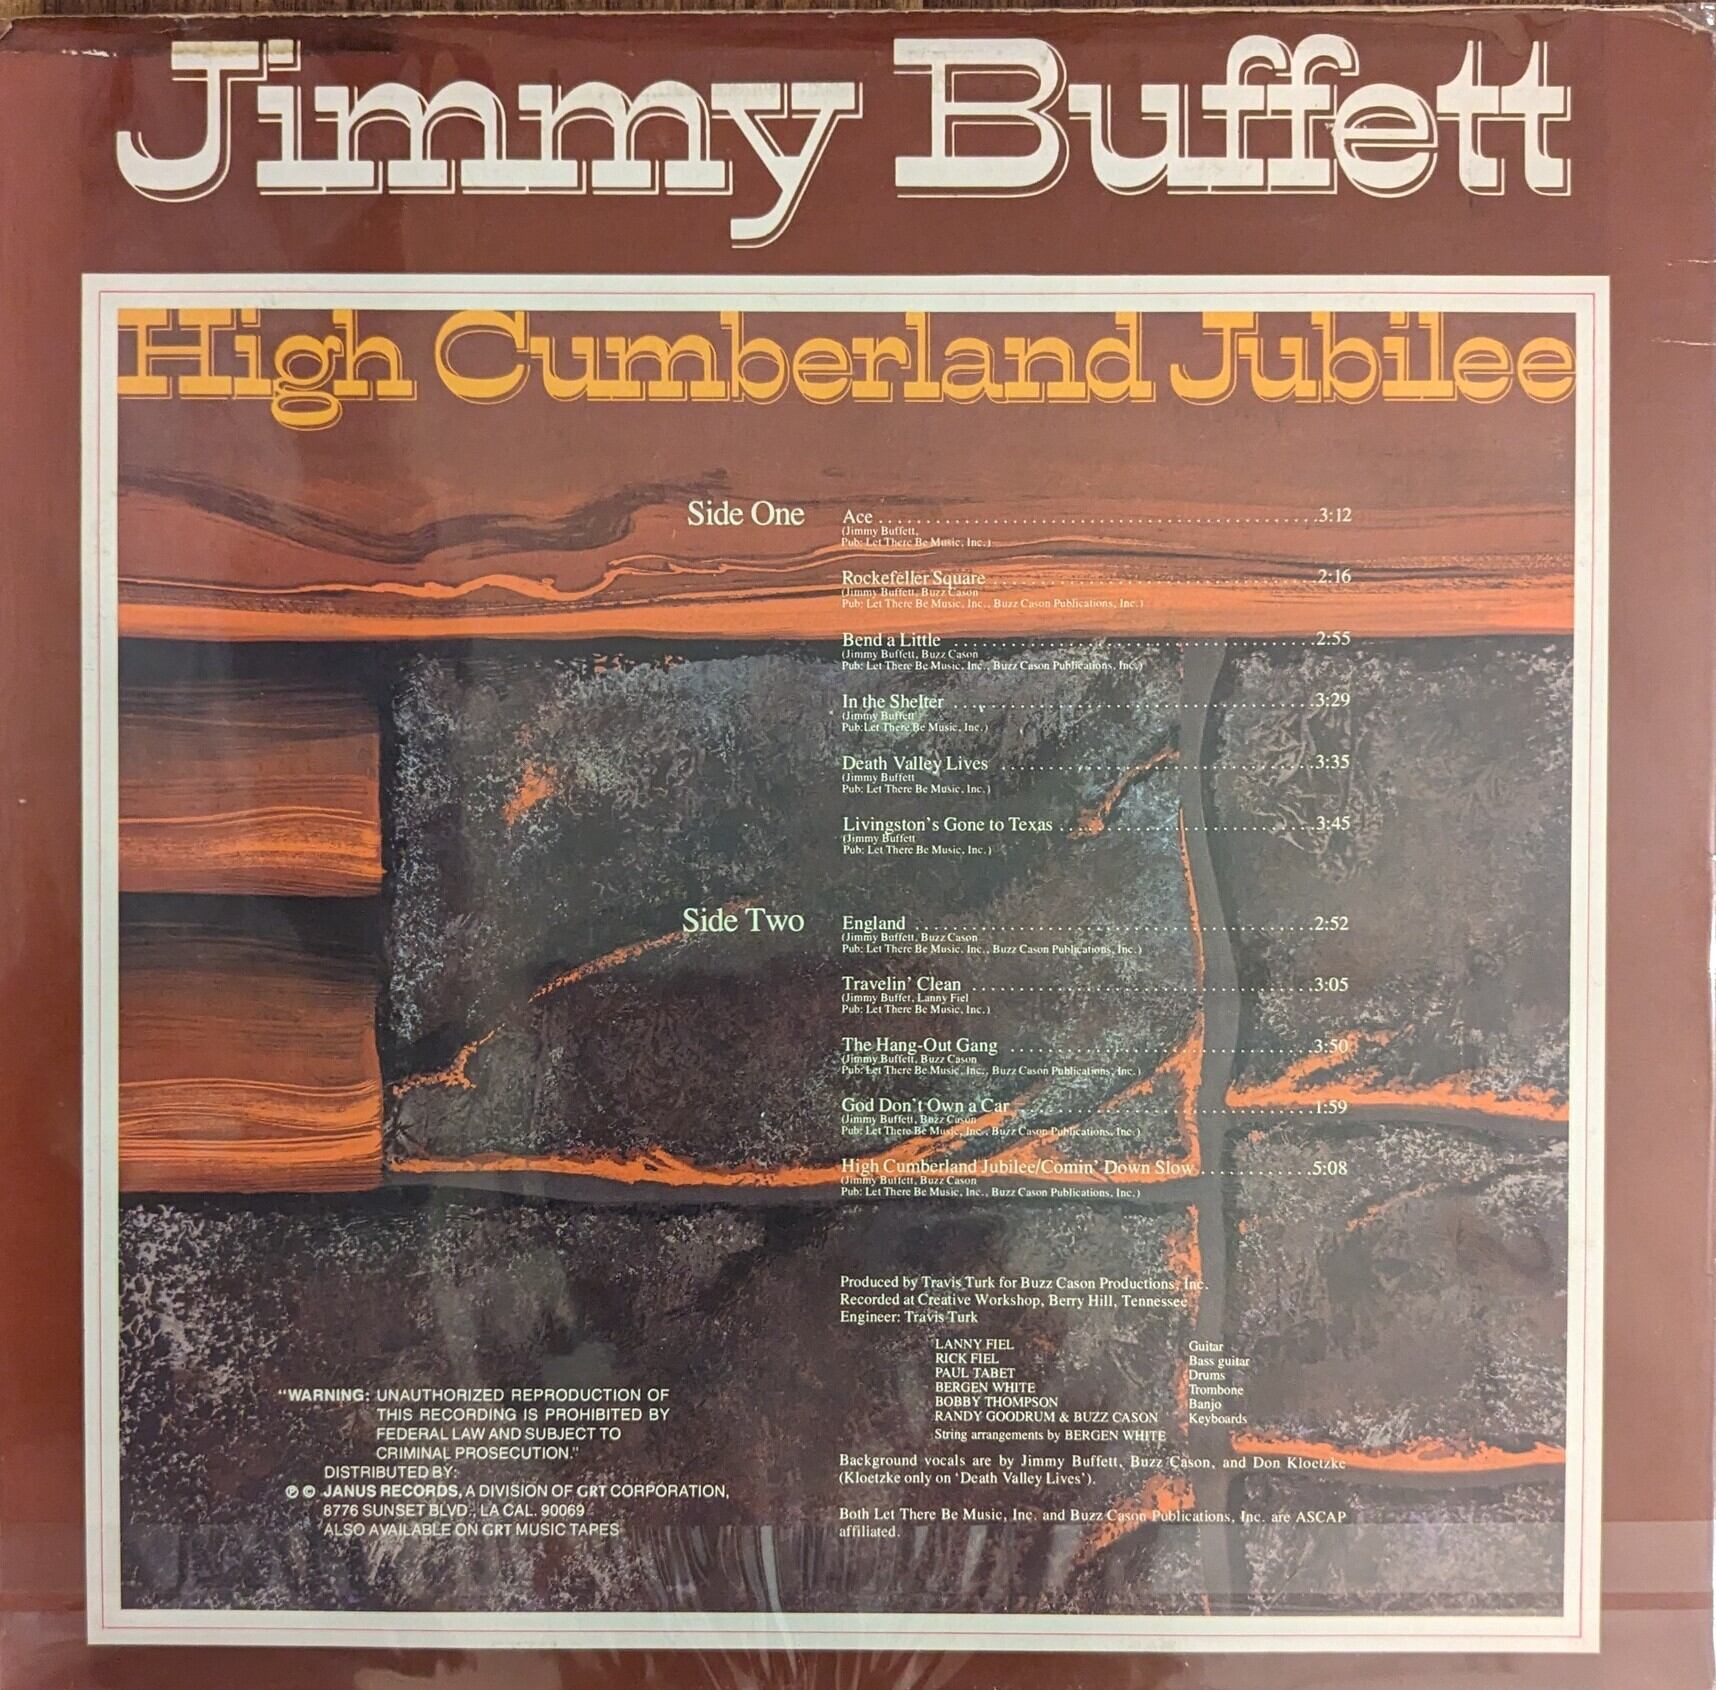 Jimmy Buffett
High Cumberland Jubilee
Side One
Ace ........................................ 3:12
(Jimmy Buffett,
Pub: Let There Be Music, Inc.)
Rockefeller Square ........................................ 2:16
(Jimmy Buffett, Buzz Cason
Pub: Let There Be Music, Inc., Buzz Cason Publications, Inc.)
Bend a Little ........................................ 2:55
(Jimmy Buffett, Buzz Cason
Pub: Let There Be Music, Inc., Buzz Cason Publications, Inc.)
In the Shelter ........................................ 3:29
(Jimmy Buffett
Pub:Let There Be Music, Inc.)
Death Valley Lives ........................................ 3:35
(Jimmy Buffett
Pub: Let There Be Music, Inc.)
Livingston's Gone to Texas ........................................ 3:45
(Jimmy Buffett
Pub: Let There Be Music, Inc.)
Side Two
England ........................................ 2:52
(Jimmy Buffett, Buzz Cason
Pub: Let There Be Music, Inc., Buzz Cason Publications, Inc.)
Travelin' Clean ........................................ 3:05
(Jimmy Buffet, Lanny Fiel
Pub: Let There Be Music, Inc.)
The Hang-Out Gang ........................................ 3:50
(Jimmy Buffett, Buzz Cason
Pub: Let There Be Music, Inc., Buzz Cason Publications, Inc.)
God Don't Own a Car ........................................ 1:59
(Jimmy Buffett, Buzz Cason
Pub: Let There Be Music, Inc., Buzz Cason Publications, Inc.)
High Cumberland Jubilee/Comin' Down Slow .................... 5:08
(Jimmy Buffett, Buzz Cason
Pub: Let There Be Music, Inc., Buzz Cason Publications, Inc.)
Produced by Travis Turk for Buzz Cason Productions, Inc.
Recorded at Creative Workshop, Berry Hill, Tennessee
Engineer: Travis Turk
LANNY FIEL Guitar
RICK FIEL Bass guitar
PAUL TABET Drums
BERGEN WHITE Trombone
BOBBY THOMPSON Banjo
RANDY GOODRUM & BUZZ CASON Keyboards
String arrangements by BERGEN WHITE
Background vocals are by Jimmy Buffett, Buzz Cason, and Don Kloetzke
(Kloetzke only on 'Death Valley Lives').
Both Let There Be Music, Inc. and Buzz Cason Publications, Inc. are ASCAP
affiliated.
"WARNING: UNAUTHORIZED REPRODUCTION OF
THIS RECORDING IS PROHIBITED BY
FEDERAL LAW AND SUBJECT TO
CRIMINAL PROSECUTION."
DISTRIBUTED BY:
℗ © JANUS RECORDS, A DIVISION OF GRT CORPORATION,
8776 SUNSET BLVD., LA CAL. 90069
ALSO AVAILABLE ON GRT MUSIC TAPES